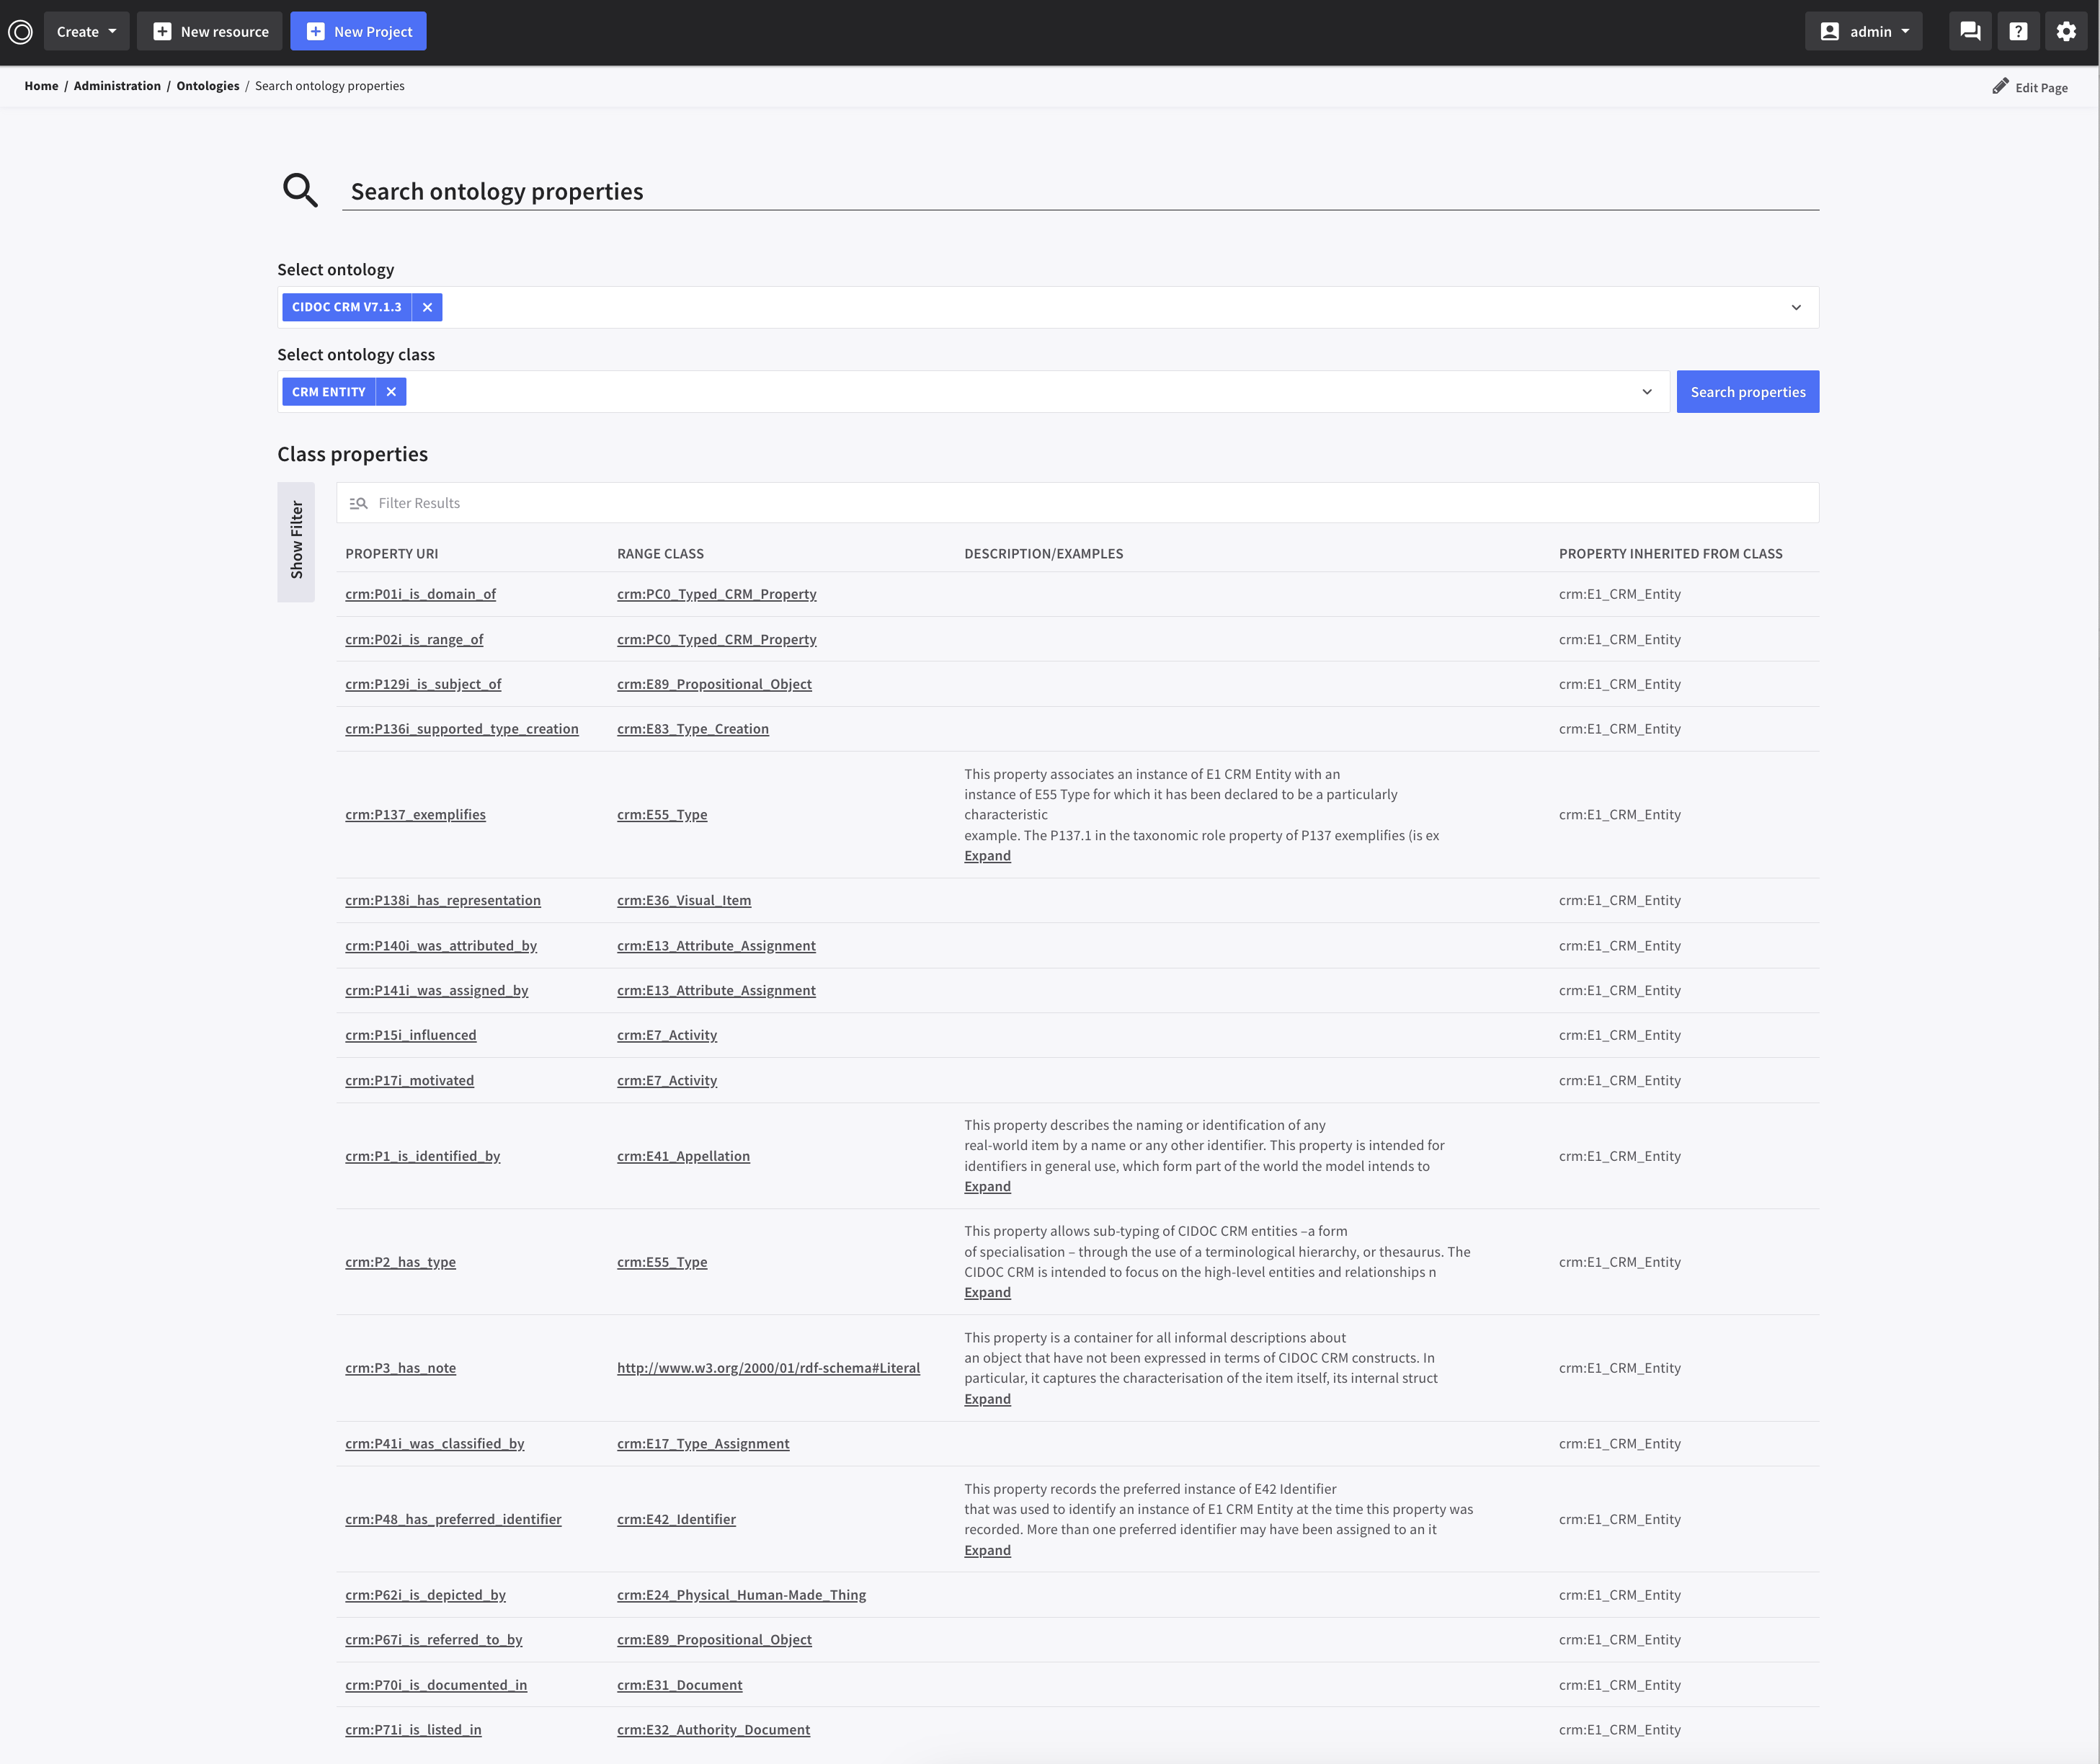 Create
New resource
New Project
admin
Home / Administration / Ontologies / Search ontology properties
Edit Page
Search ontology properties
Select ontology
CIDOC CRM V7.1.3
Select ontology class
CRM ENTITY
Search properties
Class properties
Show Filter
Filter Results
PROPERTY URI RANGE CLASS DESCRIPTION/EXAMPLES PROPERTY INHERITED FROM CLASS
crm:P01i_is_domain_of crm:PC0_Typed_CRM_Property crm:E1_CRM_Entity
crm:P02i_is_range_of crm:PC0_Typed_CRM_Property crm:E1_CRM_Entity
crm:P129i_is_subject_of crm:E89_Propositional_Object crm:E1_CRM_Entity
crm:P136i_supported_type_creation crm:E83_Type_Creation crm:E1_CRM_Entity
This property associates an instance of E1 CRM Entity with an
instance of E55 Type for which it has been declared to be a particularly
characteristic
crm:P137_exemplifies crm:E55_Type crm:E1_CRM_Entity
example. The P137.1 in the taxonomic role property of P137 exemplifies (is ex
Expand
crm:P138i_has_representation crm:E36_Visual_Item crm:E1_CRM_Entity
crm:P140i_was_attributed_by crm:E13_Attribute_Assignment crm:E1_CRM_Entity
crm:P141i_was_assigned_by crm:E13_Attribute_Assignment crm:E1_CRM_Entity
crm:P15i_influenced crm:E7_Activity crm:E1_CRM_Entity
crm:P17i_motivated crm:E7_Activity crm:E1_CRM_Entity
This property describes the naming or identification of any
real-world item by a name or any other identifier. This property is intended for
crm:P1_is_identified_by crm:E41_Appellation crm:E1_CRM_Entity
identifiers in general use, which form part of the world the model intends to
Expand
This property allows sub-typing of CIDOC CRM entities –a form
of specialisation – through the use of a terminological hierarchy, or thesaurus. The
crm:P2_has_type crm:E55_Type crm:E1_CRM_Entity
CIDOC CRM is intended to focus on the high-level entities and relationships n
Expand
This property is a container for all informal descriptions about
an object that have not been expressed in terms of CIDOC CRM constructs. In
crm:P3_has_note http://www.w3.org/2000/01/rdf-schema#Literal crm:E1_CRM_Entity
particular, it captures the characterisation of the item itself, its internal struct
Expand
crm:P41i_was_classified_by crm:E17_Type_Assignment crm:E1_CRM_Entity
This property records the preferred instance of E42 Identifier
that was used to identify an instance of E1 CRM Entity at the time this property was
crm:P48_has_preferred_identifier crm:E42_Identifier crm:E1_CRM_Entity
recorded. More than one preferred identifier may have been assigned to an it
Expand
crm:P62i_is_depicted_by crm:E24_Physical_Human-Made_Thing crm:E1_CRM_Entity
crm:P67i_is_referred_to_by crm:E89_Propositional_Object crm:E1_CRM_Entity
crm:P70i_is_documented_in crm:E31_Document crm:E1_CRM_Entity
crm:P71i_is_listed_in crm:E32_Authority_Document crm:E1_CRM_Entity